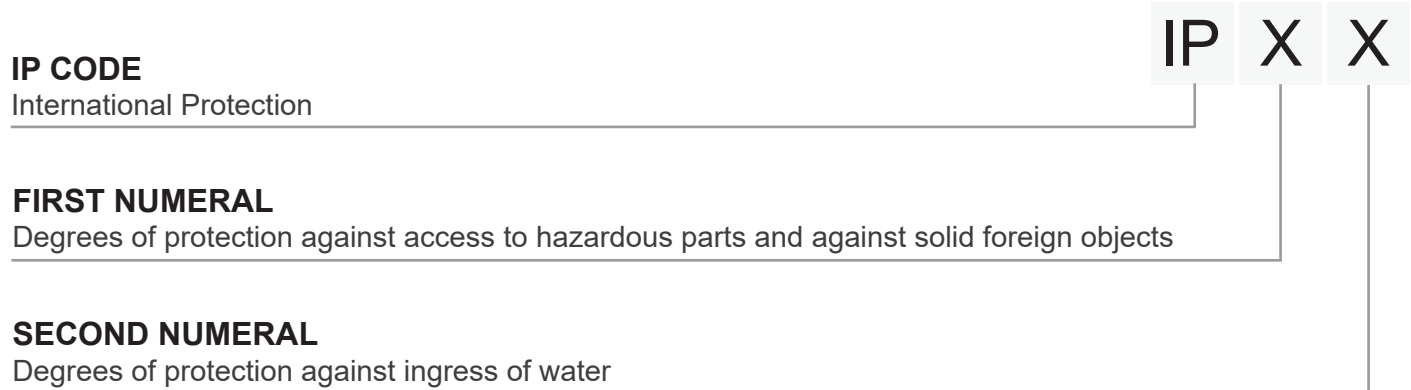 IP X X
IP CODE
International Protection
FIRST NUMERAL
Degrees of protection against access to hazardous parts and against solid foreign objects
SECOND NUMERAL
Degrees of protection against ingress of water